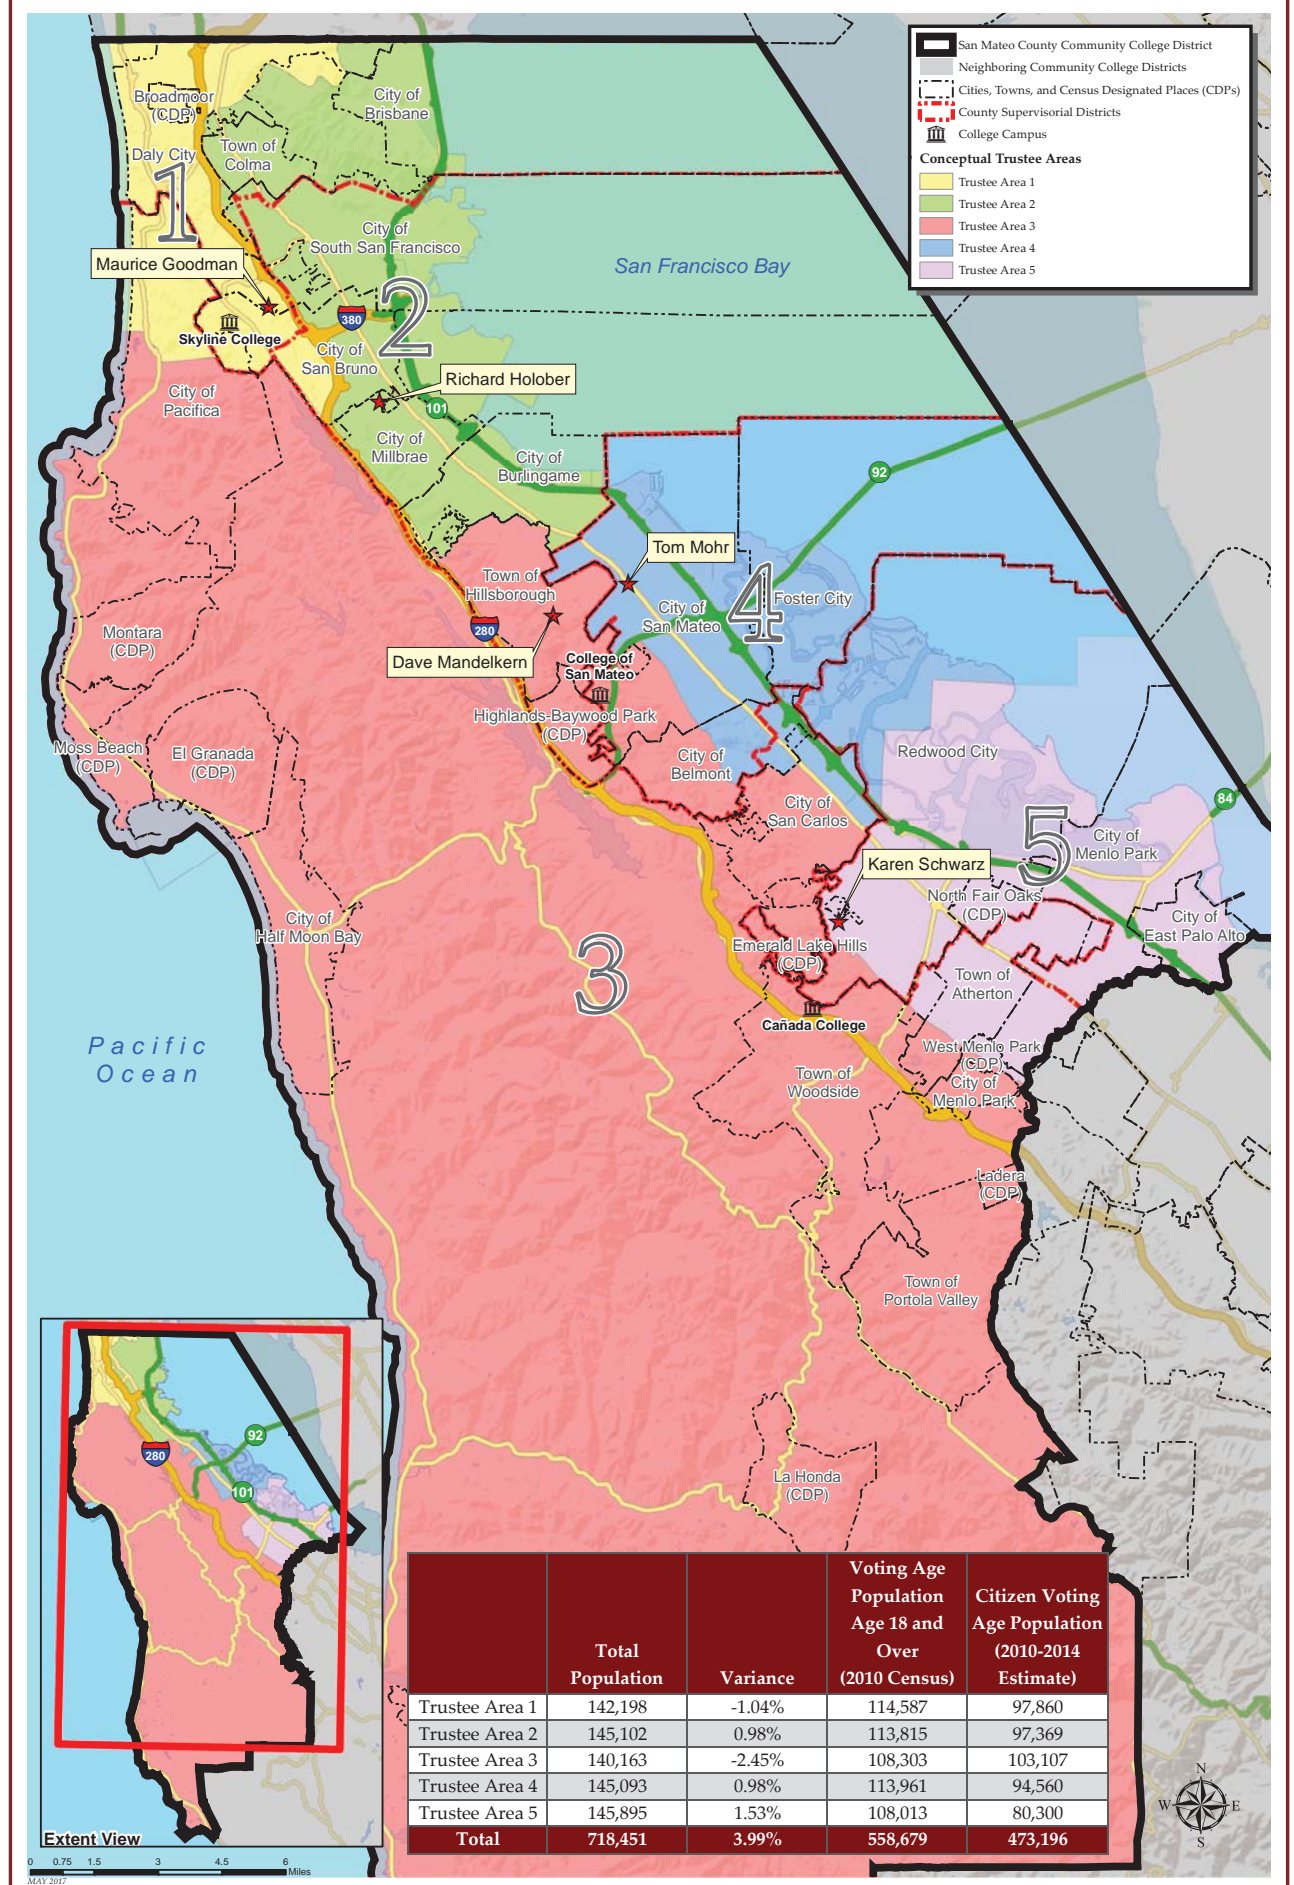 San Mateo County Community College District
Neighboring Community College Districts
Cities, Towns, and Census Designated Places (CDPs)
County Supervisorial Districts
College Campus
Conceptual Trustee Areas
Trustee Area 1
Trustee Area 2
Trustee Area 3
Trustee Area 4
Trustee Area 5
Broadmoor
(CDP)
City of
Brisbane
Daly City
Town of
Colma
1
City of
South San Francisco
Maurice Goodman
San Francisco Bay
2
380
Skyline College
City of
San Bruno
Richard Holober
City of
Pacifica
101
City of
Millbrae
City of
Burlingame
92
Tom Mohr
Town of
Hillsborough
4
Foster City
City of
San Mateo
280
Montara
(CDP)
Dave Mandelkern
College of
San Mateo
Highlands-Baywood Park
(CDP)
Moss Beach
(CDP)
El Granada
(CDP)
City of
Belmont
Redwood City
84
City of
San Carlos
5
City of
Menlo Park
Karen Schwarz
North Fair Oaks
(CDP)
City of
East Palo Alto
City of
Half Moon Bay
Emerald Lake Hills
(CDP)
3
Town of
Atherton
Cañada College
Pacific
Ocean
West Menlo Park
(CDP)
City of
Menlo Park
Town of
Woodside
Ladera
(CDP)
Town of
Portola Valley
La Honda
(CDP)
92
280
101
Extent View
0 0.75 1.5 3 4.5 6
Miles
MAY 2017
Total Population Variance Voting Age Population Age 18 and Over (2010 Census) Citizen Voting Age Population (2010-2014 Estimate)
Trustee Area 1 142,198 -1.04% 114,587 97,860
Trustee Area 2 145,102 0.98% 113,815 97,369
Trustee Area 3 140,163 -2.45% 108,303 103,107
Trustee Area 4 145,093 0.98% 113,961 94,560
Trustee Area 5 145,895 1.53% 108,013 80,300
Total 718,451 3.99% 558,679 473,196
N
W E
S